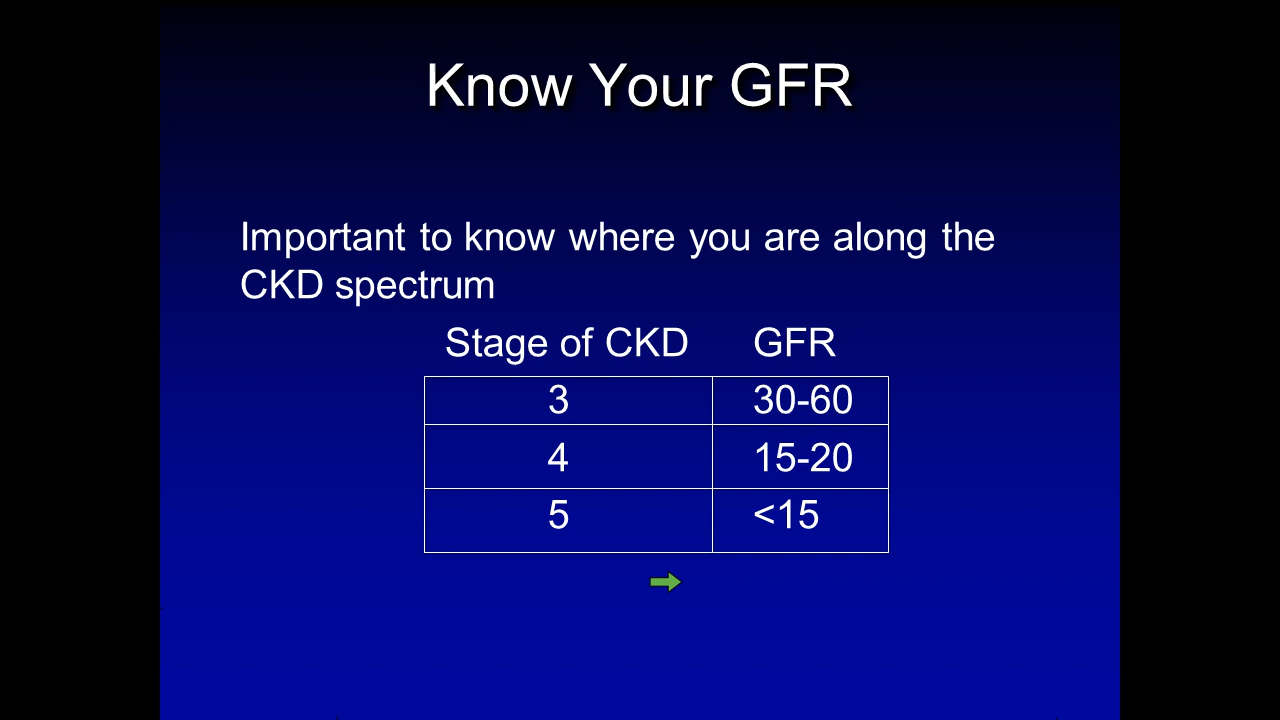 Know Your GFR
Important to know where you are along the
CKD spectrum
Stage of CKD GFR
3 30-60
4 15-20
5 <15